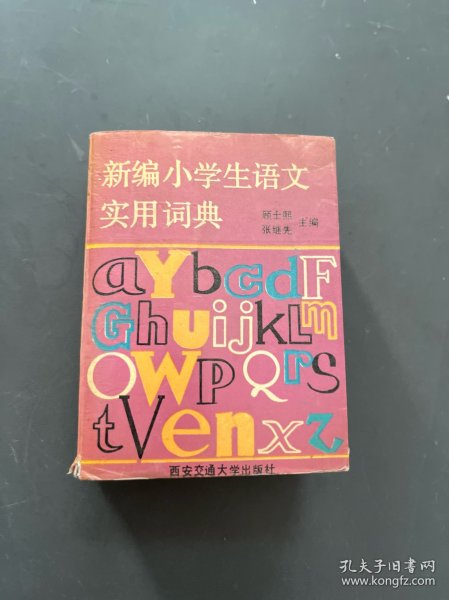 新编小学生语文
实用词典
顾士熙
张继先
主编
aYbcdF
GhuijkLm
OWPQrS
tVenxz
西安交通大学出版社
孔夫子旧书网
www.kongfz.com